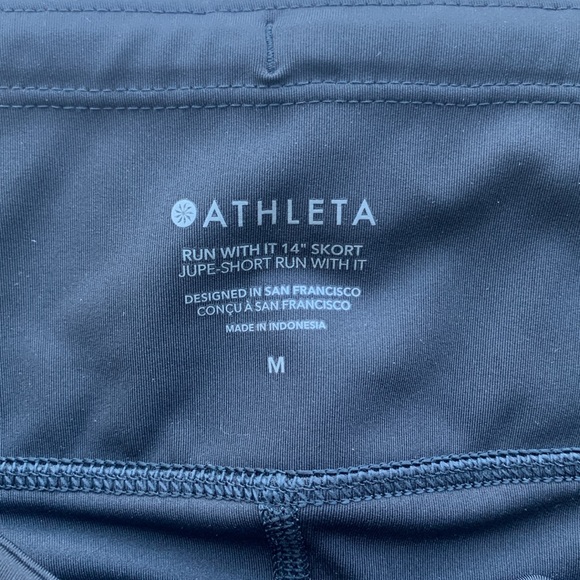 ATHLETA
RUN WITH IT 14" SKORT
JUPE-SHORT RUN WITH IT
DESIGNED IN SAN FRANCISCO
CONÇU À SAN FRANCISCO
MADE IN INDONESIA
M